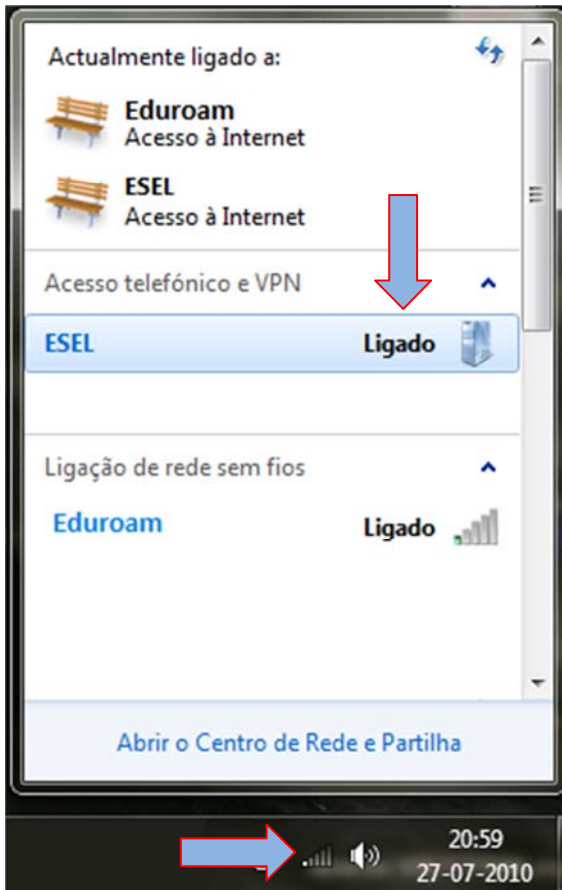 Actualmente ligado a:
Eduroam
Acesso à Internet
ESEL
Acesso à Internet
Acesso telefónico e VPN
ESEL Ligado
Ligação de rede sem fios
Eduroam Ligado
Abrir o Centro de Rede e Partilha
20:59
27-07-2010